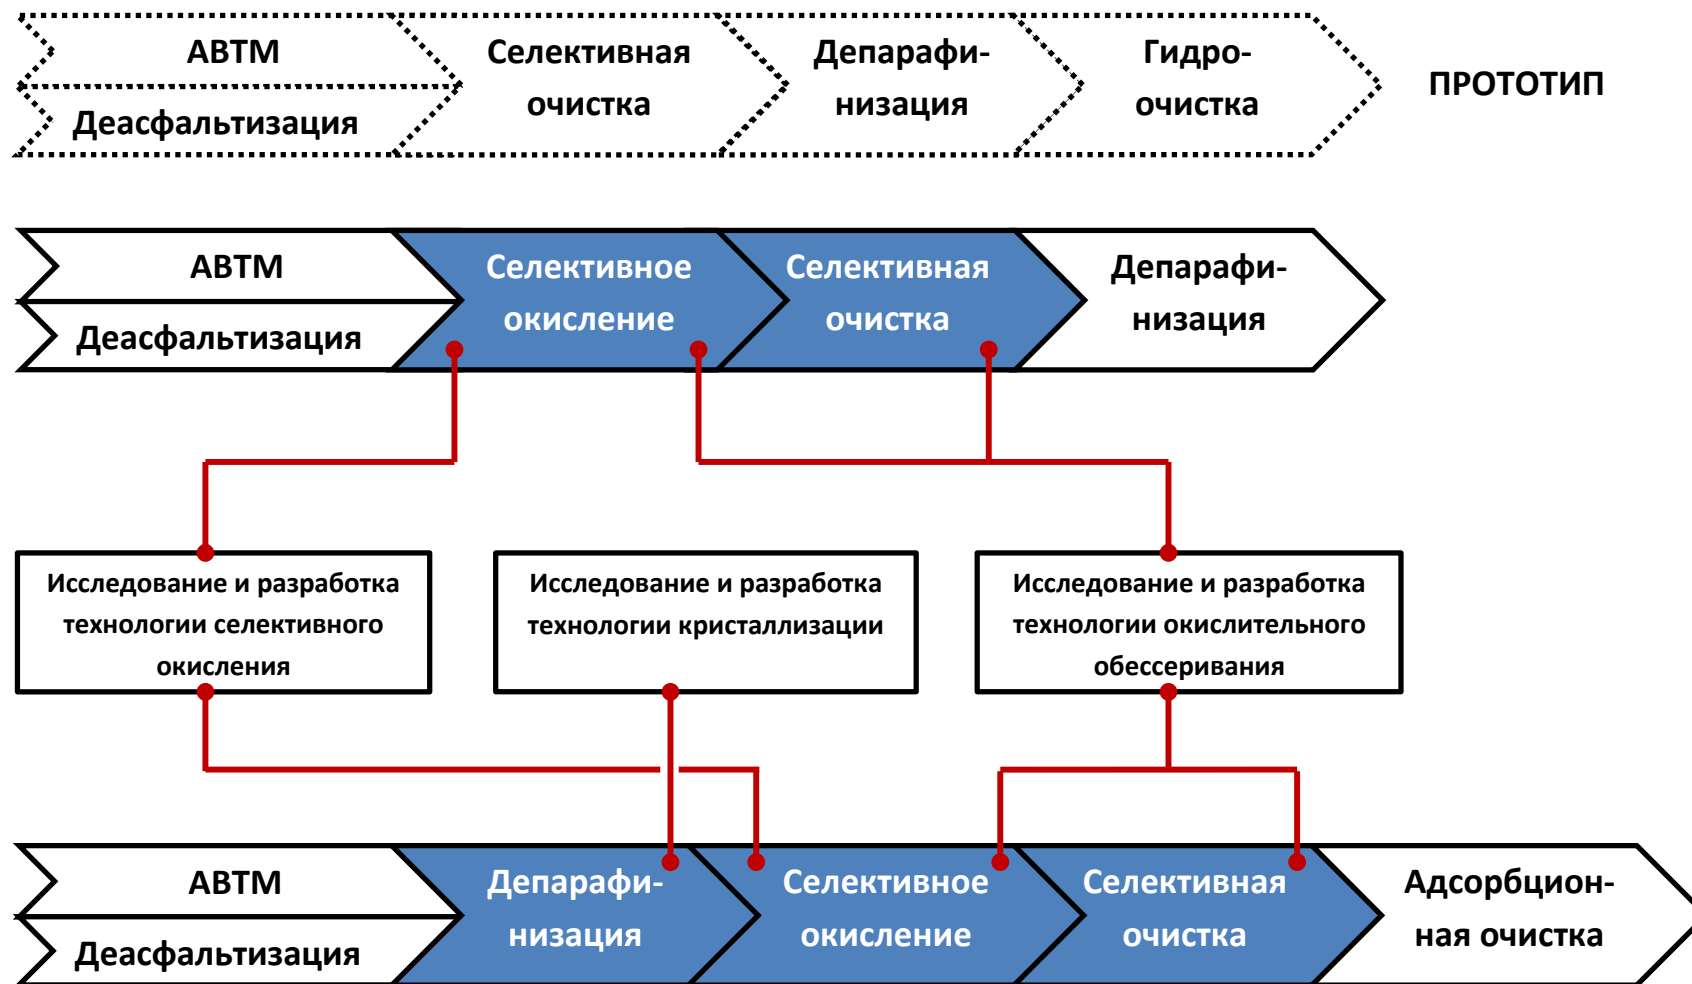 АВТМ
Деасфальтизация
Селективная
очистка
Депарафи-
низация
Гидро-
очистка
ПРОТОТИП
АВТМ
Деасфальтизация
Селективное
окисление
Селективная
очистка
Депарафи-
низация
Исследование и разработка
технологии селективного
окисления
Исследование и разработка
технологии кристаллизации
Исследование и разработка
технологии окислительного
обессеривания
АВТМ
Деасфальтизация
Депарафи-
низация
Селективное
окисление
Селективная
очистка
Адсорбцион-
ная очистка